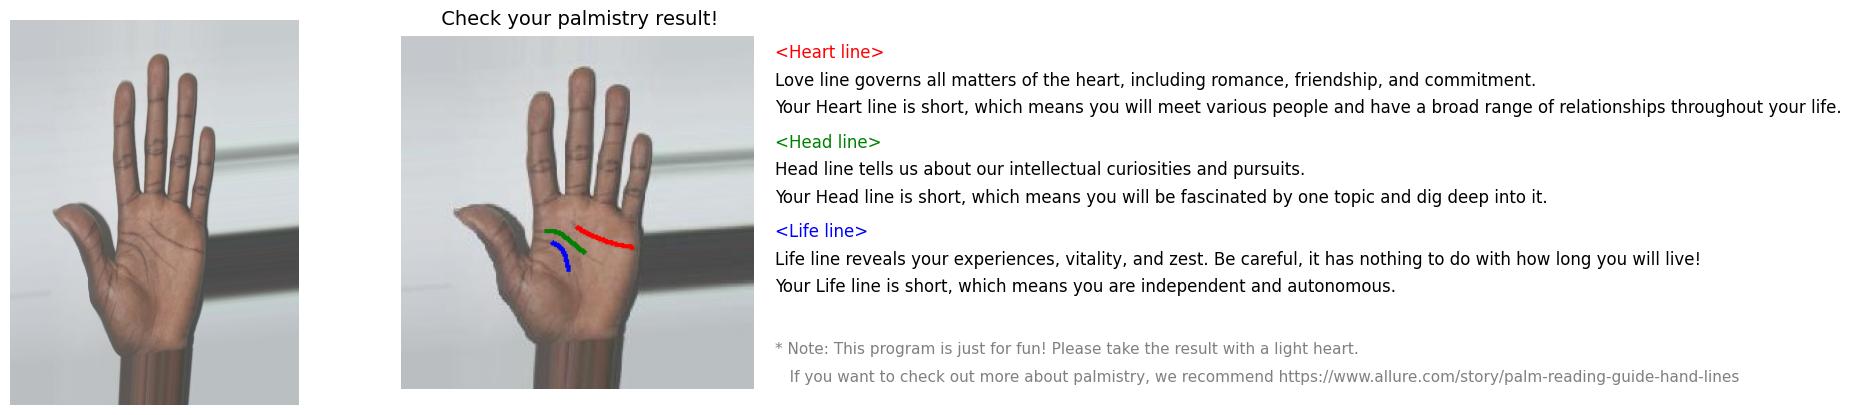 Check your palmistry result!
<Heart line>
Love line governs all matters of the heart, including romance, friendship, and commitment.
Your Heart line is short, which means you will meet various people and have a broad range of relationships throughout your life.
<Head line>
Head line tells us about our intellectual curiosities and pursuits.
Your Head line is short, which means you will be fascinated by one topic and dig deep into it.
<Life line>
Life line reveals your experiences, vitality, and zest. Be careful, it has nothing to do with how long you will live!
Your Life line is short, which means you are independent and autonomous.
* Note: This program is just for fun! Please take the result with a light heart.
If you want to check out more about palmistry, we recommend https://www.allure.com/story/palm-reading-guide-hand-lines